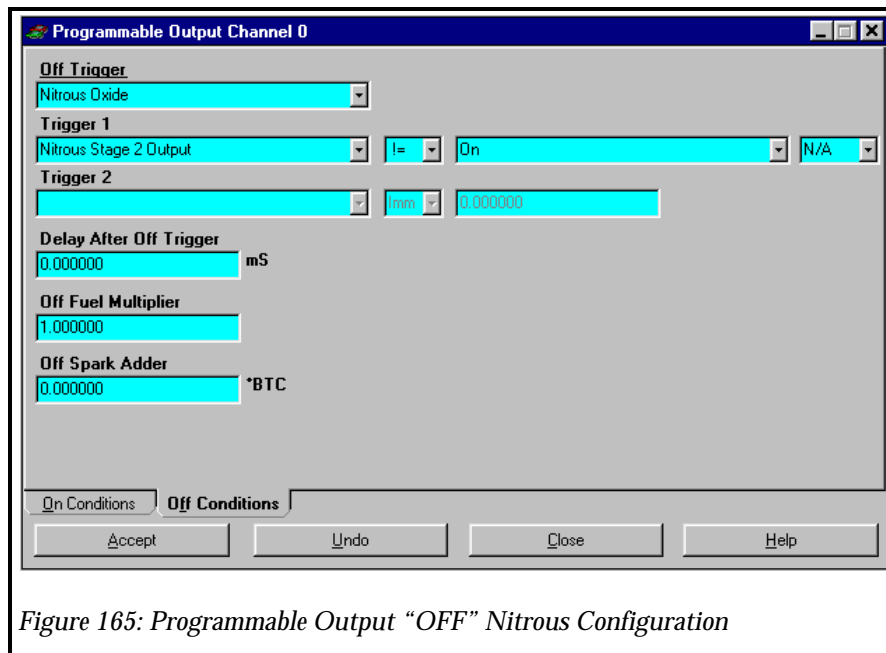 Programmable Output Channel 0
Off Trigger
Nitrous Oxide
Trigger 1
Nitrous Stage 2 Output != On N/A
Trigger 2
Imm 0.000000
Delay After Off Trigger
0.000000 mS
Off Fuel Multiplier
1.000000
Off Spark Adder
0.000000 °BTC
On Conditions Off Conditions
Accept Undo Close Help
Figure 165: Programmable Output “OFF” Nitrous Configuration